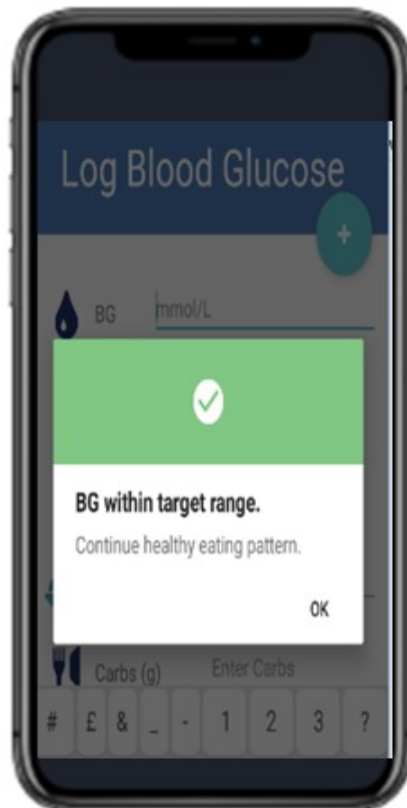 Log Blood Glucose
+
BG mmol/L
BG within target range.
Continue healthy eating pattern.
OK
Carbs (g) Enter Carbs
# £ & _ - 1 2 3 ?